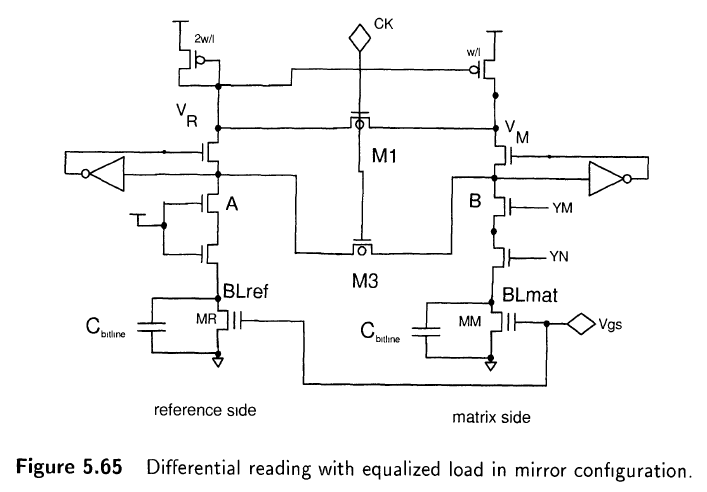 CK
2w/l
w/l
V
R
V
M
M1
A
B
YM
M3
YN
BLref
BLmat
MR
MM
Vgs
C
bitline
C
bitline
reference side
matrix side
Figure 5.65 Differential reading with equalized load in mirror configuration.